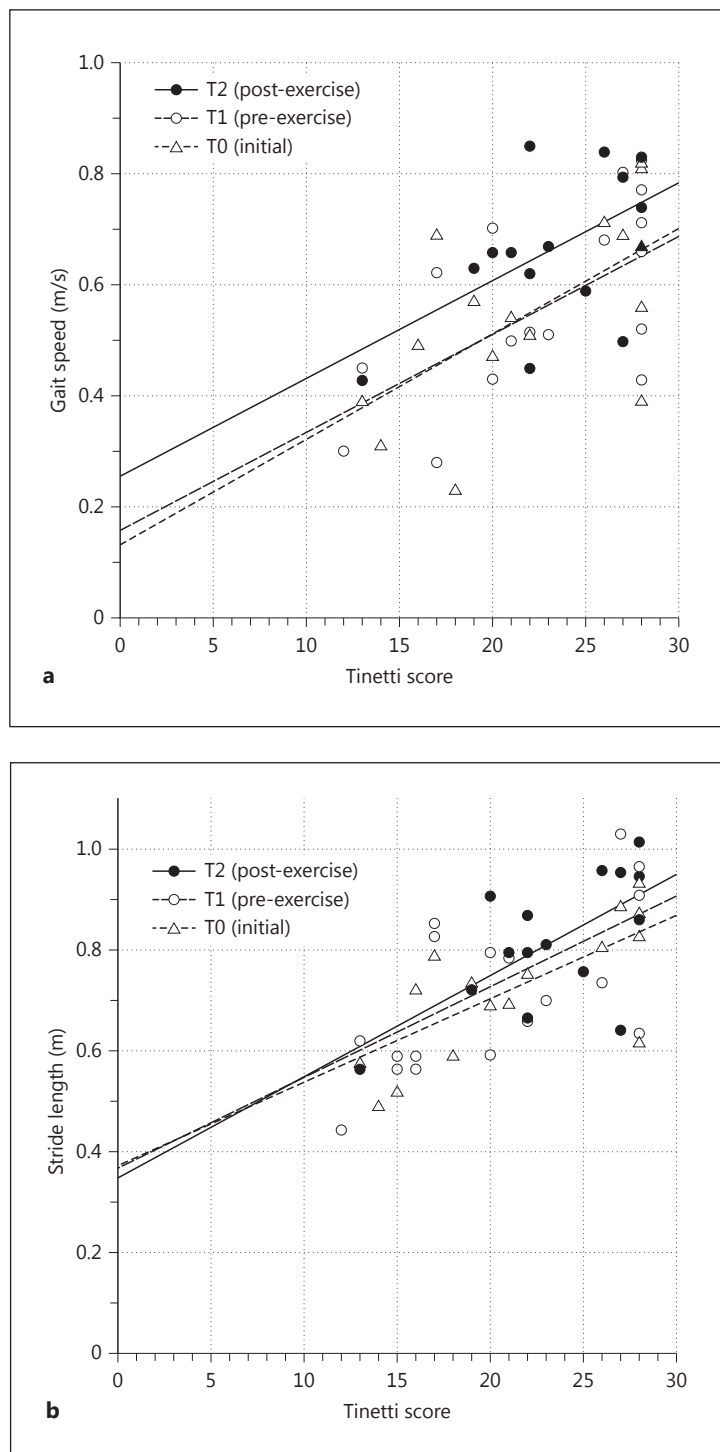 1.0
T2 (post-exercise)
T1 (pre-exercise)
T0 (initial)
0.8
0.6
Gait speed (m/s)
0.4
0.2
0
0 5 10 15 20 25 30
a
Tinetti score
1.0
T2 (post-exercise)
T1 (pre-exercise)
T0 (initial)
0.8
0.6
Stride length (m)
0.4
0.2
0
0 5 10 15 20 25 30
b
Tinetti score